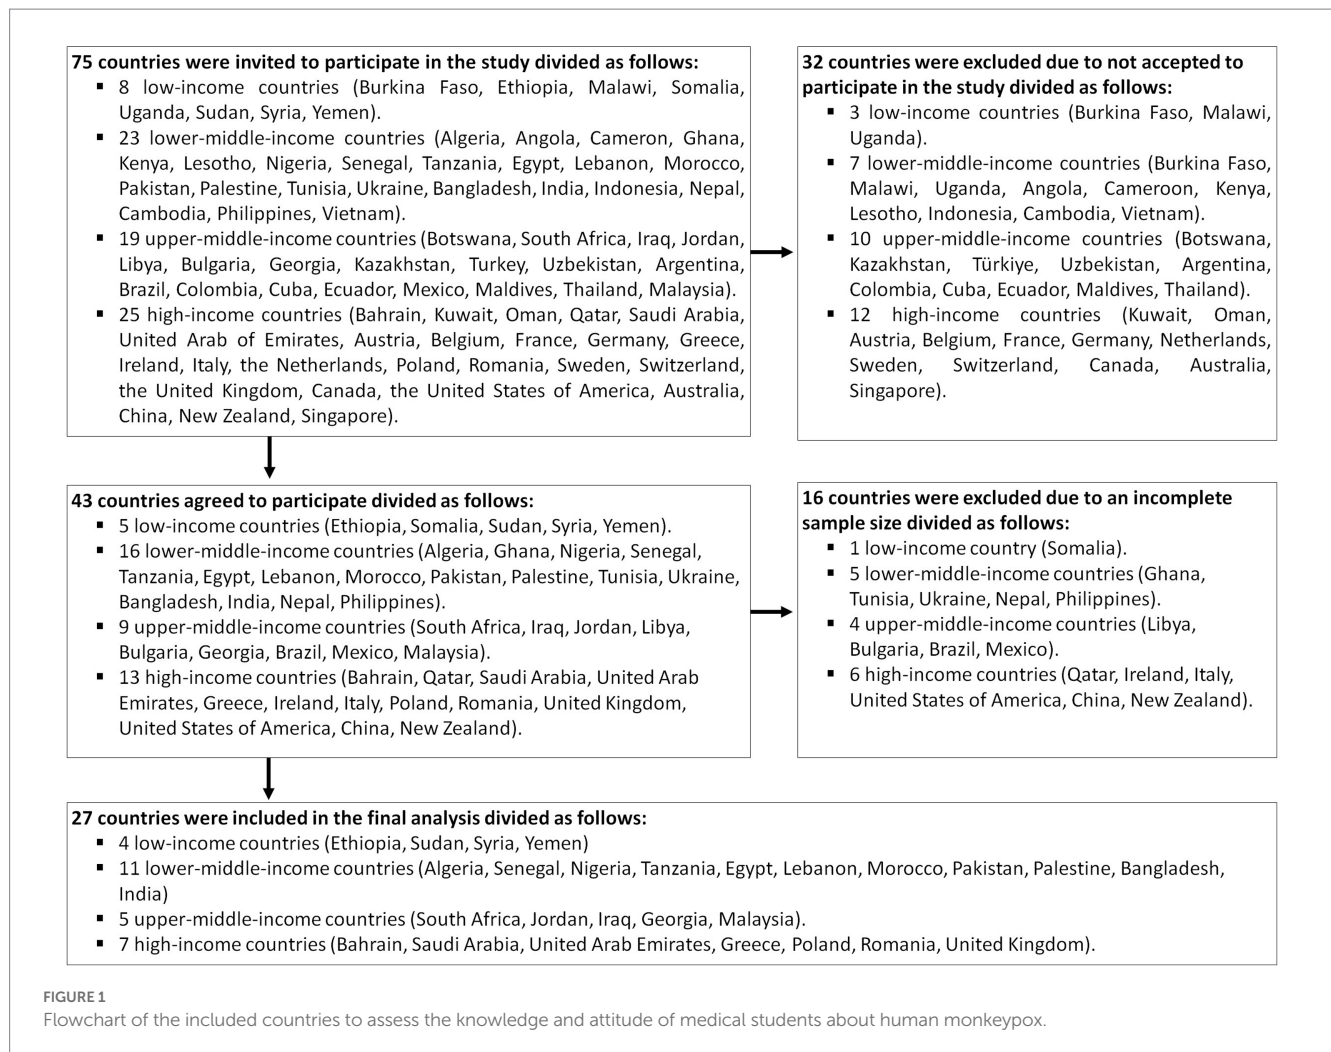 75 countries were invited to participate in the study divided as follows:
▪ 8 low-income countries (Burkina Faso, Ethiopia, Malawi, Somalia,
Uganda, Sudan, Syria, Yemen).
▪ 23 lower-middle-income countries (Algeria, Angola, Cameron, Ghana,
Kenya, Lesotho, Nigeria, Senegal, Tanzania, Egypt, Lebanon, Morocco,
Pakistan, Palestine, Tunisia, Ukraine, Bangladesh, India, Indonesia, Nepal,
Cambodia, Philippines, Vietnam).
▪ 19 upper-middle-income countries (Botswana, South Africa, Iraq, Jordan,
Libya, Bulgaria, Georgia, Kazakhstan, Turkey, Uzbekistan, Argentina,
Brazil, Colombia, Cuba, Ecuador, Mexico, Maldives, Thailand, Malaysia).
▪ 25 high-income countries (Bahrain, Kuwait, Oman, Qatar, Saudi Arabia,
United Arab of Emirates, Austria, Belgium, France, Germany, Greece,
Ireland, Italy, the Netherlands, Poland, Romania, Sweden, Switzerland,
the United Kingdom, Canada, the United States of America, Australia,
China, New Zealand, Singapore).
32 countries were excluded due to not accepted to
participate in the study divided as follows:
▪ 3 low-income countries (Burkina Faso, Malawi,
Uganda).
▪ 7 lower-middle-income countries (Burkina Faso,
Malawi, Uganda, Angola, Cameroon, Kenya,
Lesotho, Indonesia, Cambodia, Vietnam).
▪ 10 upper-middle-income countries (Botswana,
Kazakhstan, Türkiye, Uzbekistan, Argentina,
Colombia, Cuba, Ecuador, Maldives, Thailand).
▪ 12 high-income countries (Kuwait, Oman,
Austria, Belgium, France, Germany, Netherlands,
Sweden, Switzerland, Canada, Australia,
Singapore).
43 countries agreed to participate divided as follows:
▪ 5 low-income countries (Ethiopia, Somalia, Sudan, Syria, Yemen).
▪ 16 lower-middle-income countries (Algeria, Ghana, Nigeria, Senegal,
Tanzania, Egypt, Lebanon, Morocco, Pakistan, Palestine, Tunisia, Ukraine,
Bangladesh, India, Nepal, Philippines).
▪ 9 upper-middle-income countries (South Africa, Iraq, Jordan, Libya,
Bulgaria, Georgia, Brazil, Mexico, Malaysia).
▪ 13 high-income countries (Bahrain, Qatar, Saudi Arabia, United Arab
Emirates, Greece, Ireland, Italy, Poland, Romania, United Kingdom,
United States of America, China, New Zealand).
16 countries were excluded due to an incomplete
sample size divided as follows:
▪ 1 low-income country (Somalia).
▪ 5 lower-middle-income countries (Ghana,
Tunisia, Ukraine, Nepal, Philippines).
▪ 4 upper-middle-income countries (Libya,
Bulgaria, Brazil, Mexico).
▪ 6 high-income countries (Qatar, Ireland, Italy,
United States of America, China, New Zealand).
27 countries were included in the final analysis divided as follows:
▪ 4 low-income countries (Ethiopia, Sudan, Syria, Yemen)
▪ 11 lower-middle-income countries (Algeria, Senegal, Nigeria, Tanzania, Egypt, Lebanon, Morocco, Pakistan, Palestine, Bangladesh,
India)
▪ 5 upper-middle-income countries (South Africa, Jordan, Iraq, Georgia, Malaysia).
▪ 7 high-income countries (Bahrain, Saudi Arabia, United Arab Emirates, Greece, Poland, Romania, United Kingdom).
FIGURE 1
Flowchart of the included countries to assess the knowledge and attitude of medical students about human monkeypox.